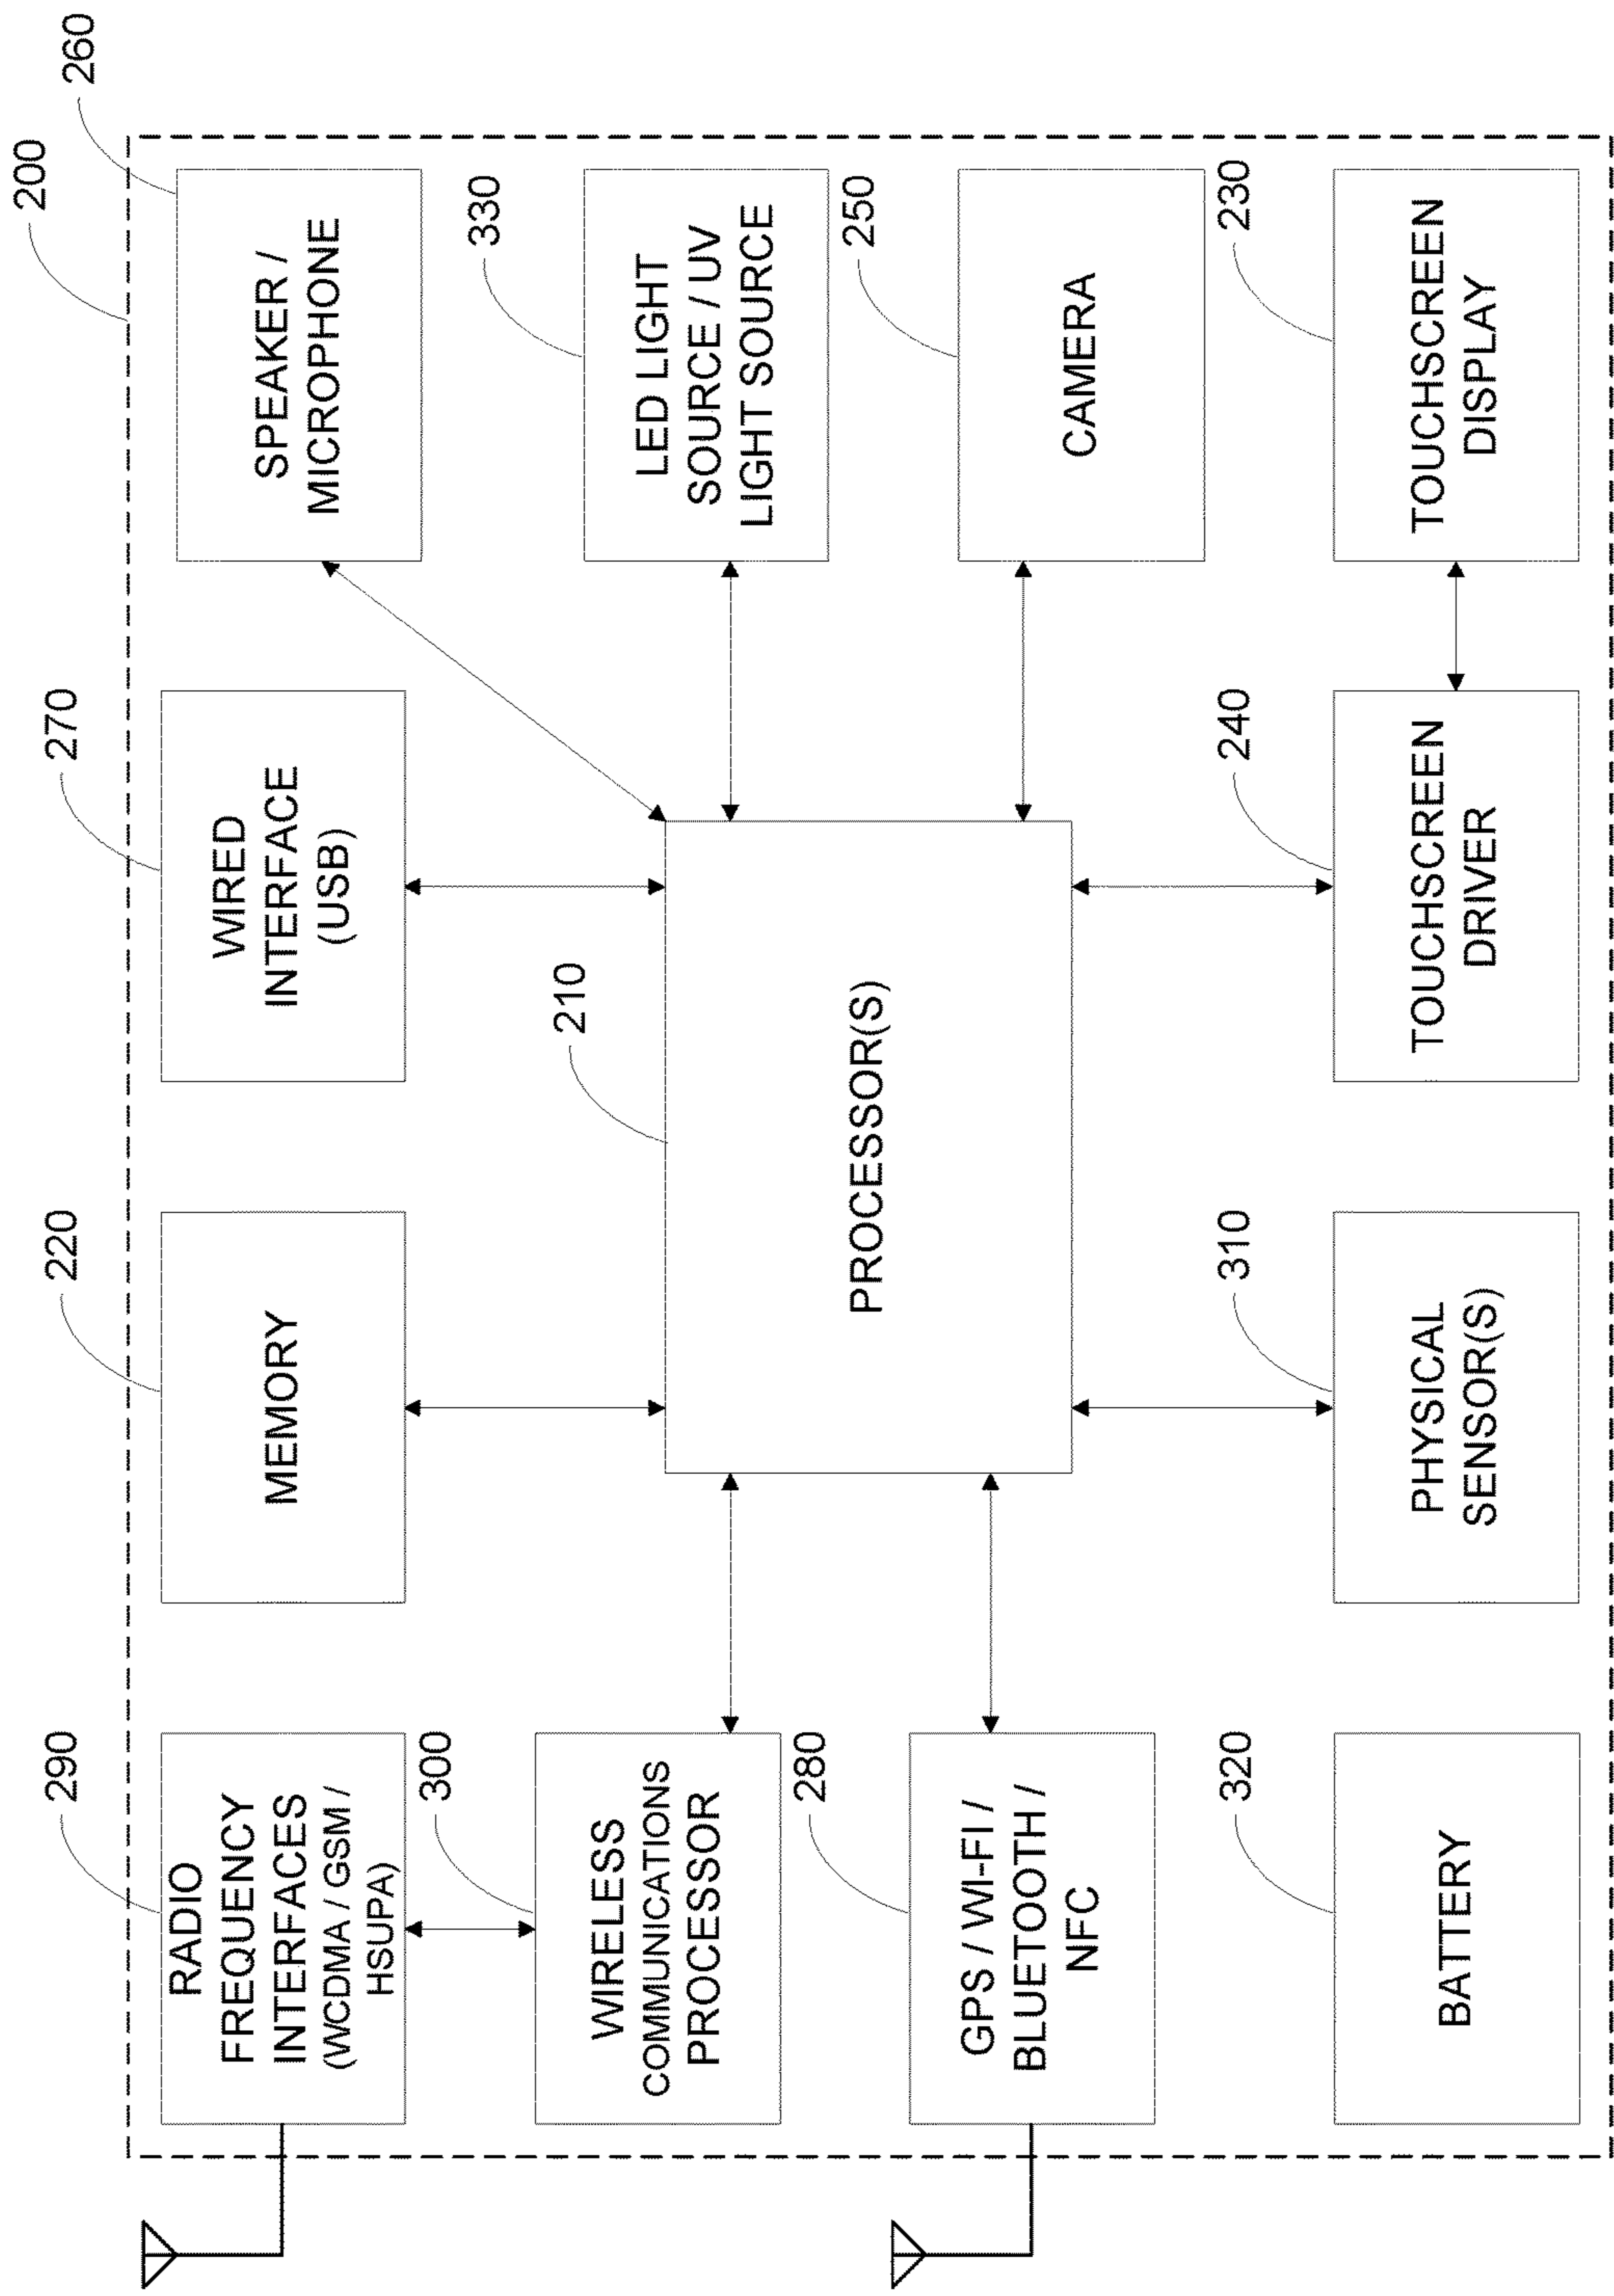 200
260
290
RADIO
FREQUENCY
INTERFACES
(WCDMA / GSM /
HSUPA)
220
MEMORY
270
WIRED
INTERFACE
(USB)
SPEAKER /
MICROPHONE
300
WIRELESS
COMMUNICATIONS
PROCESSOR
210
PROCESSOR(S)
330
LED LIGHT
SOURCE / UV
LIGHT SOURCE
280
GPS / WI-FI /
BLUETOOTH /
NFC
250
CAMERA
320
BATTERY
310
PHYSICAL
SENSOR(S)
240
TOUCHSCREEN
DRIVER
230
TOUCHSCREEN
DISPLAY